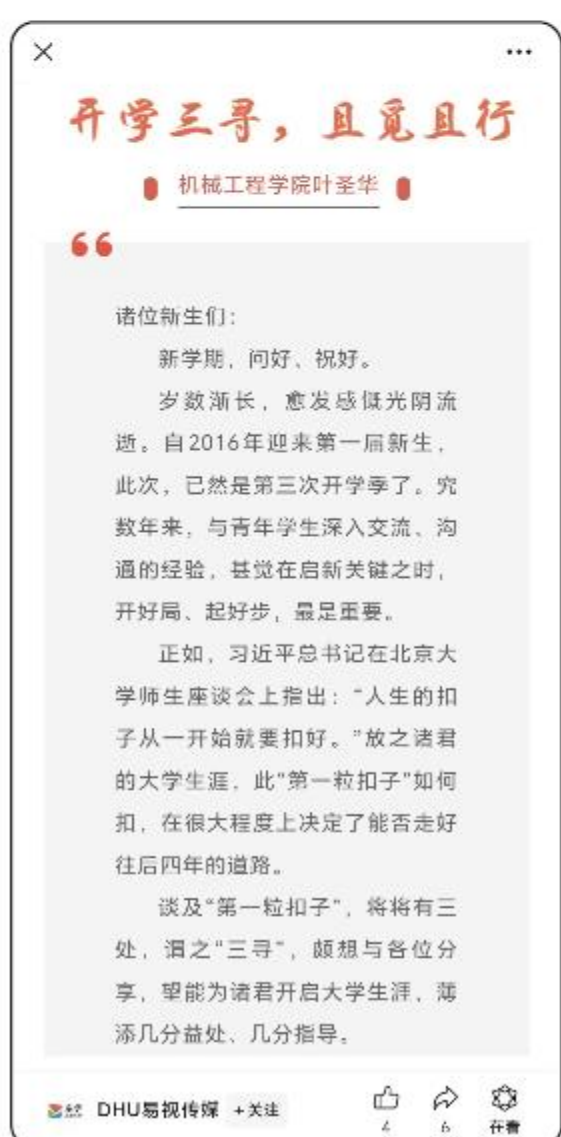 开学三寻，且觅且行
机械工程学院叶圣华
诸位新生们：
新学期，问好、祝好。
岁数渐长，愈发感慨光阴流
逝。自2016年迎来第一届新生，
此次，已然是第三次开学季了。究
数年来，与青年学生深入交流、沟
通的经验，甚觉在启新关键之时，
开好局、起好步，最是重要。
正如，习近平总书记在北京大
学师生座谈会上指出：“人生的扣
子从一开始就要扣好。”放之诸君
的大学生涯，此“第一粒扣子”如何
扣，在很大程度上决定了能否走好
往后四年的道路。
谈及“第一粒扣子”，将将有三
处，谓之“三寻”，颇想与各位分
享，望能为诸君开启大学生涯，薄
添几分益处、几分指导。
DHU易视传媒 +关注
4 6 在看